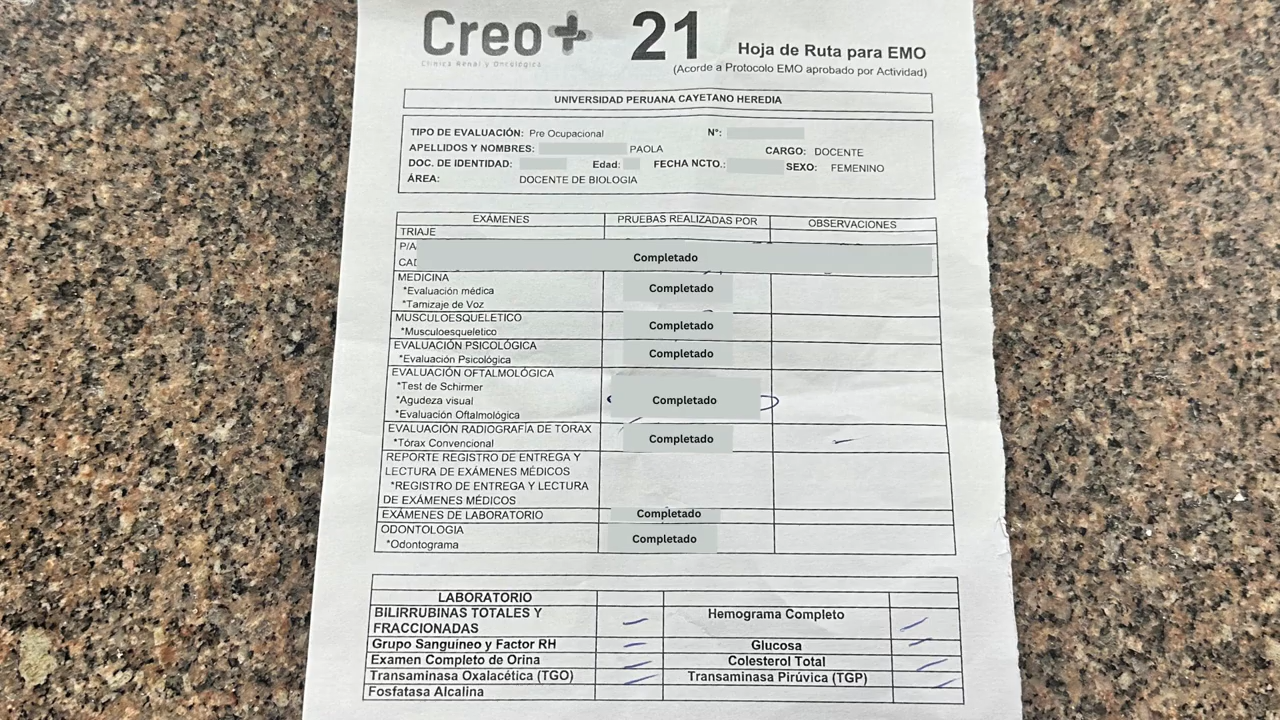 Creo+ 21 Hoja de Ruta para EMO
Clínica Renal y Oncológica (Acorde a Protocolo EMO aprobado por Actividad)
UNIVERSIDAD PERUANA CAYETANO HEREDIA
TIPO DE EVALUACIÓN: Pre Ocupacional N°:
APELLIDOS Y NOMBRES: PAOLA CARGO: DOCENTE
DOC. DE IDENTIDAD: Edad: FECHA NCTO.: SEXO: FEMENINO
ÁREA: DOCENTE DE BIOLOGIA
EXÁMENES PRUEBAS REALIZADAS POR OBSERVACIONES
TRIAJE
P/A
Completado
MEDICINA
*Evaluación médica Completado
*Tamizaje de Voz
MUSCULOESQUELETICO
*Musculoesqueletico Completado
EVALUACIÓN PSICOLÓGICA
*Evaluación Psicológica Completado
EVALUACIÓN OFTALMOLÓGICA
*Test de Schirmer
*Agudeza visual Completado
*Evaluación Oftalmológica
EVALUACIÓN RADIOGRAFÍA DE TORAX
*Tórax Convencional Completado
REPORTE REGISTRO DE ENTREGA Y
LECTURA DE EXÁMENES MÉDICOS
*REGISTRO DE ENTREGA Y LECTURA
DE EXÁMENES MÉDICOS
EXÁMENES DE LABORATORIO Completado
ODONTOLOGIA
*Odontograma Completado
LABORATORIO
BILIRRUBINAS TOTALES Y Hemograma Completo
FRACCIONADAS
Grupo Sanguíneo y Factor RH Glucosa
Examen Completo de Orina Colesterol Total
Transaminasa Oxalacética (TGO) Transaminasa Pirúvica (TGP)
Fosfatasa Alcalina